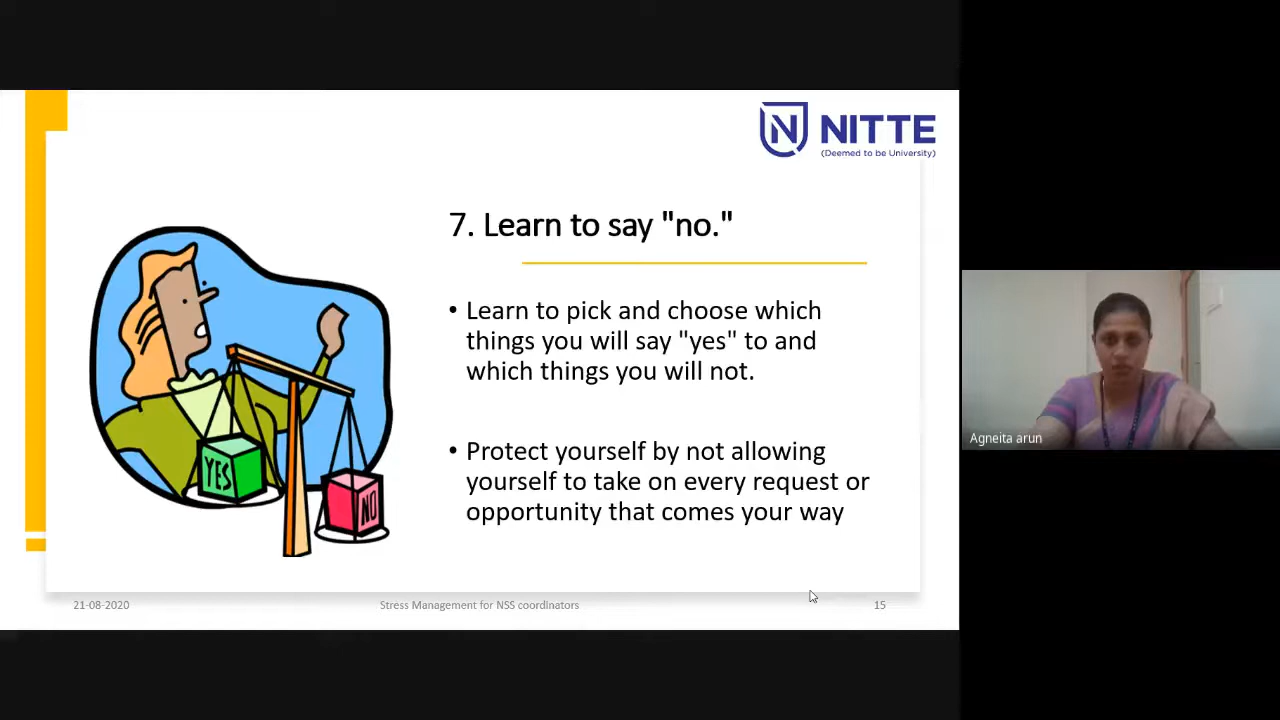 NITTE
(Deemed to be University)
7. Learn to say "no."
• Learn to pick and choose which
things you will say "yes" to and
which things you will not.
• Protect yourself by not allowing
yourself to take on every request or
opportunity that comes your way
YES
NO
Agneita arun
21-08-2020
Stress Management for NSS coordinators
15